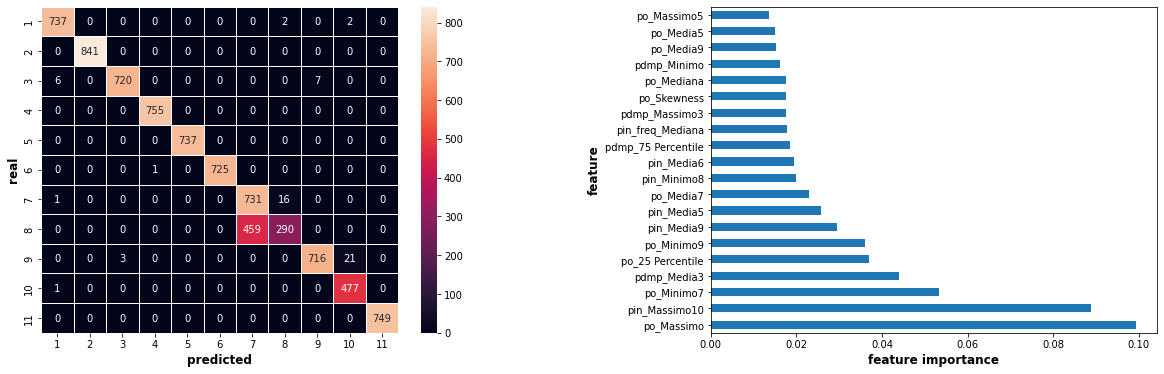 real
1 737 0 0 0 0 0 0 2 0 2 0
2 0 841 0 0 0 0 0 0 0 0 0
3 6 0 720 0 0 0 0 0 7 0 0
4 0 0 0 755 0 0 0 0 0 0 0
5 0 0 0 0 737 0 0 0 0 0 0
6 0 0 0 1 0 725 0 0 0 0 0
7 1 0 0 0 0 0 731 16 0 0 0
8 0 0 0 0 0 0 459 290 0 0 0
9 0 0 3 0 0 0 0 0 716 21 0
10 1 0 0 0 0 0 0 0 0 477 0
11 0 0 0 0 0 0 0 0 0 0 749
1 2 3 4 5 6 7 8 9 10 11
predicted
800
700
600
500
400
300
200
100
0
feature
po_Massimo5
po_Media5
po_Media9
pdmp_Minimo
po_Mediana
po_Skewness
pdmp_Massimo3
pin_freq_Mediana
pdmp_75 Percentile
pin_Media6
pin_Minimo8
po_Media7
pin_Media5
pin_Media9
po_Minimo9
po_25 Percentile
pdmp_Media3
po_Minimo7
pin_Massimo10
po_Massimo
0.00 0.02 0.04 0.06 0.08 0.10
feature importance